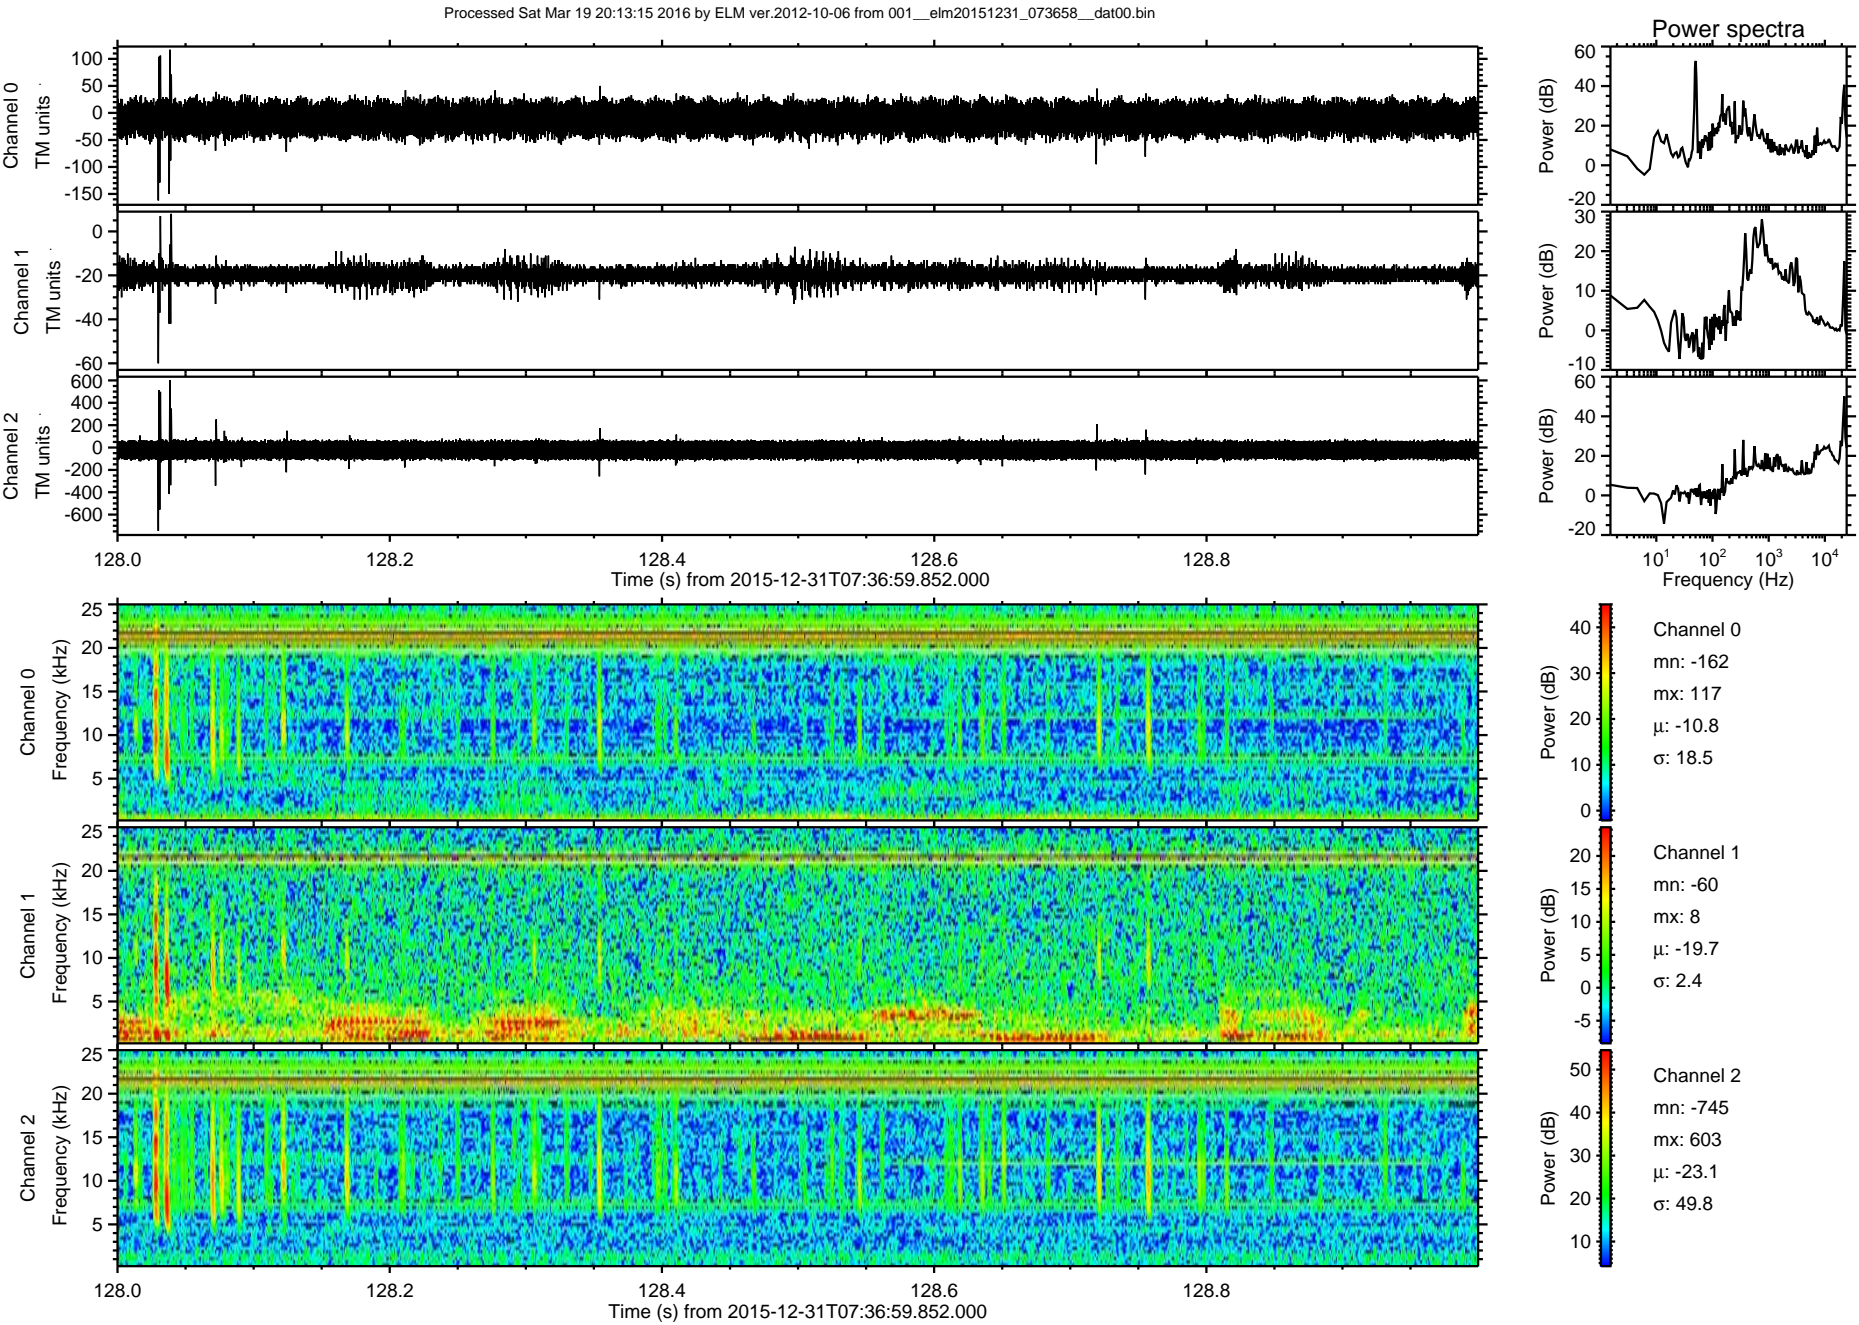 Processed Sat Mar 19 20:13:15 2016 by ELM ver.2012-10-06 from 001__elm20151231_073658__dat00.bin
Power spectra
Channel 0
TM units
100
50
0
-50
-100
-150
Power (dB)
60
40
20
0
-20
Channel 1
TM units
0
-20
-40
-60
Power (dB)
30
20
10
0
-10
Channel 2
TM units
600
400
200
0
-200
-400
-600
Power (dB)
60
40
20
0
-20
128.0 128.2 128.4 128.6 128.8
Time (s) from 2015-12-31T07:36:59.852.000
10^1 10^2 10^3 10^4
Frequency (Hz)
Channel 0
Frequency (kHz)
25
20
15
10
5
Power (dB)
40
30
20
10
0
Channel 0
mn: -162
mx: 117
μ: -10.8
σ: 18.5
Channel 1
Frequency (kHz)
25
20
15
10
5
Power (dB)
20
15
10
5
0
-5
Channel 1
mn: -60
mx: 8
μ: -19.7
σ: 2.4
Channel 2
Frequency (kHz)
25
20
15
10
5
Power (dB)
50
40
30
20
10
Channel 2
mn: -745
mx: 603
μ: -23.1
σ: 49.8
128.0 128.2 128.4 128.6 128.8
Time (s) from 2015-12-31T07:36:59.852.000